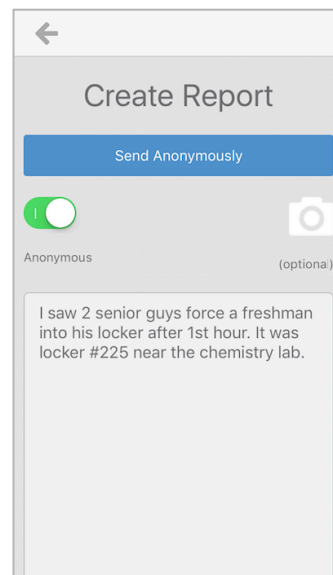 Create Report
Send Anonymously
Anonymous
(optional)
I saw 2 senior guys force a freshman
into his locker after 1st hour. It was
locker #225 near the chemistry lab.